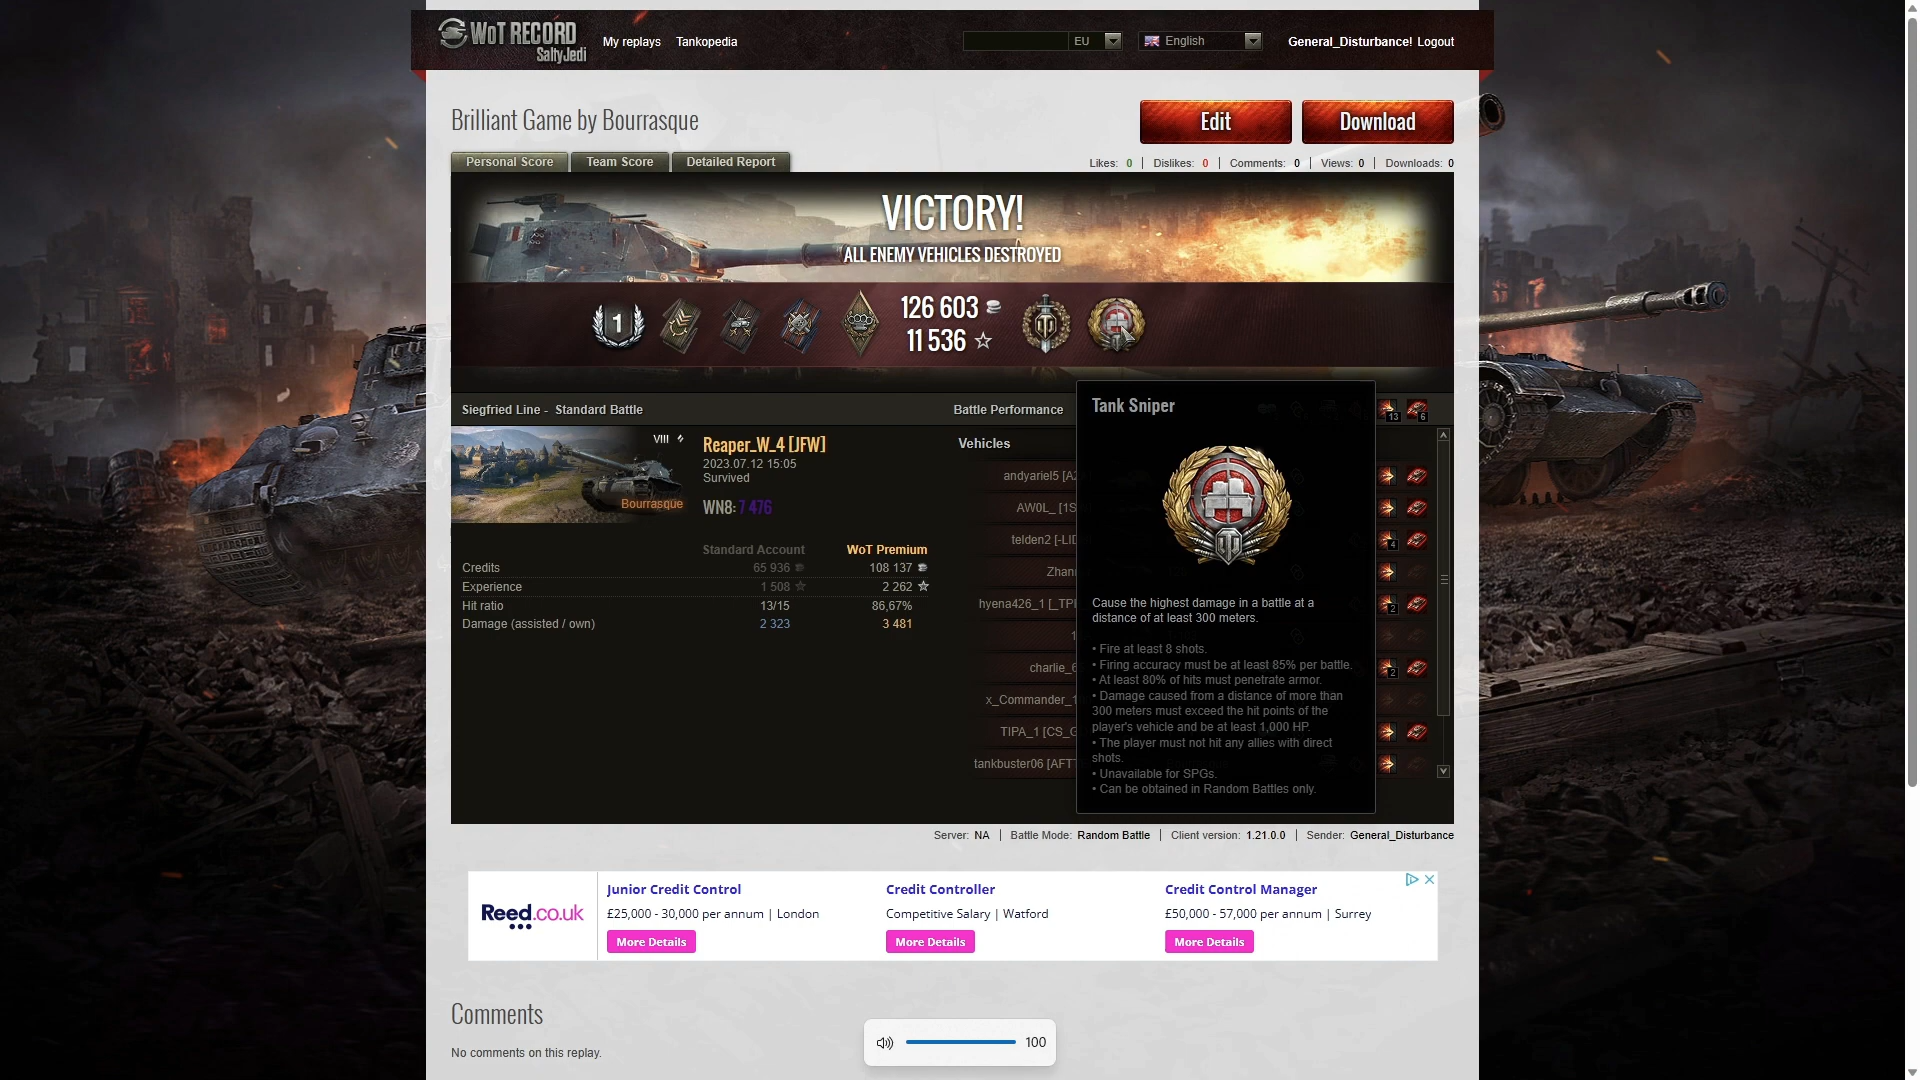 WoT RECORD
SaltyJedi
My replays
Tankopedia
EU
English
General_Disturbance! Logout
Brilliant Game by Bourrasque
Edit
Download
Personal Score
Team Score
Detailed Report
Likes: 0 | Dislikes: 0 | Comments: 0 | Views: 0 | Downloads: 0
VICTORY!
ALL ENEMY VEHICLES DESTROYED
1
126 603
11 536
Siegfried Line - Standard Battle
Battle Performance
13
6
VIII
Bourrasque
Reaper_W_4 [JFW]
2023.07.12 15:05
Survived
WN8: 7 476
Standard Account
WoT Premium
Credits 65 936 108 137
Experience 1 508 2 262
Hit ratio 13/15 86,67%
Damage (assisted / own) 2 323 3 481
Vehicles
andyariel5 [A
AW0L_ [1S
telden2 [-LID
4
Zhan
hyena426_1 [_TP
2
1
charlie_6
2
x_Commander_1
TIPA_1 [CS_G
tankbuster06 [AFT
Tank Sniper
Cause the highest damage in a battle at a
distance of at least 300 meters.
• Fire at least 8 shots.
• Firing accuracy must be at least 85% per battle.
• At least 80% of hits must penetrate armor.
• Damage caused from a distance of more than
300 meters must exceed the hit points of the
player's vehicle and be at least 1,000 HP.
• The player must not hit any allies with direct
shots.
• Unavailable for SPGs.
• Can be obtained in Random Battles only.
Server: NA | Battle Mode: Random Battle | Client version: 1.21.0.0 | Sender: General_Disturbance
Reed.co.uk
Junior Credit Control
£25,000 - 30,000 per annum | London
More Details
Credit Controller
Competitive Salary | Watford
More Details
Credit Control Manager
£50,000 - 57,000 per annum | Surrey
More Details
Comments
No comments on this replay.
100